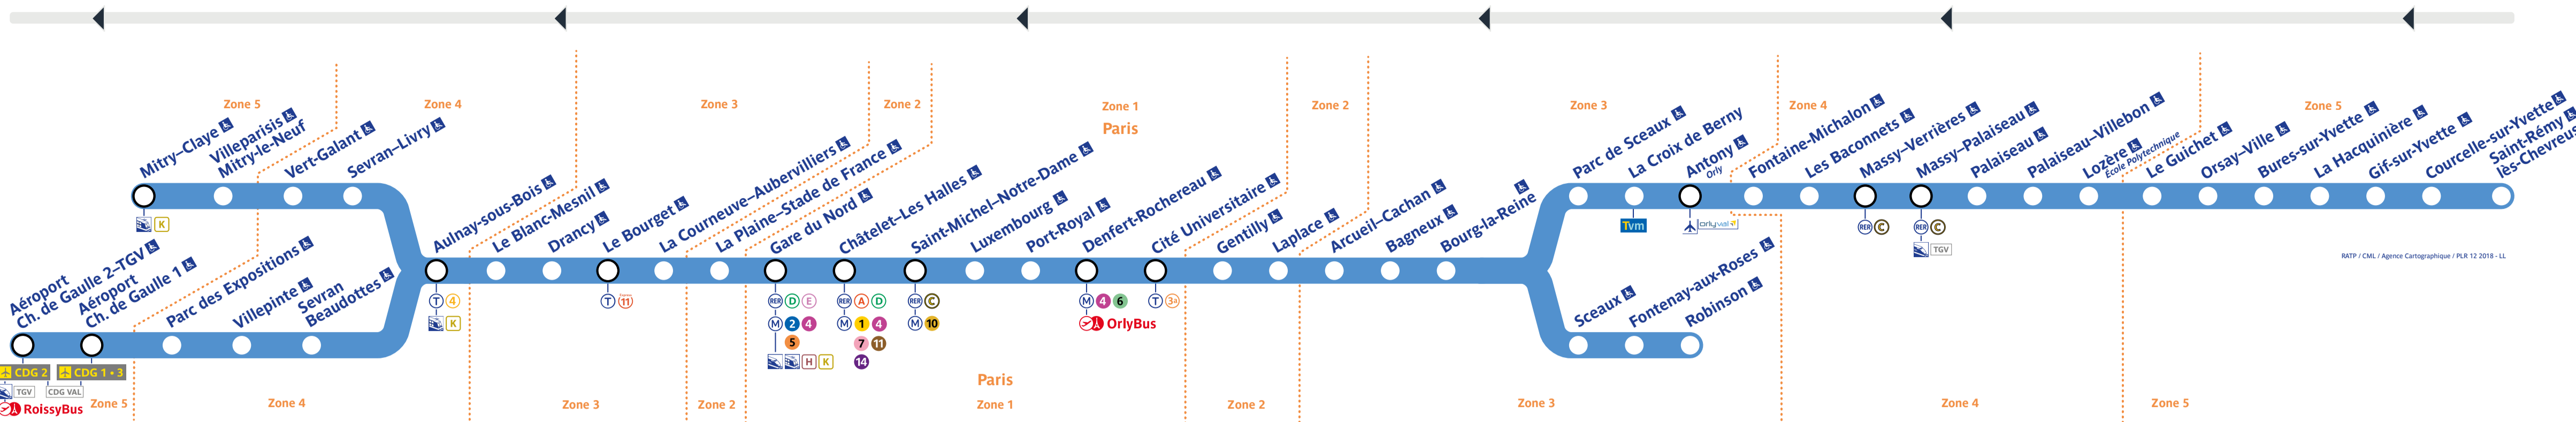 Zone 5
Zone 4
Zone 3
Zone 2
Zone 1
Paris
Zone 2
Zone 3
Zone 4
Zone 5
Mitry–Claye
Villeparisis
Mitry-le-Neuf
Vert-Galant
Sevran–Livry
K
Aéroport
Ch. de Gaulle 2–TGV
Aéroport
Ch. de Gaulle 1
Parc des Expositions
Villepinte
Sevran
Beaudottes
CDG 2
CDG 1 • 3
TGV
CDG VAL
RoissyBus
Aulnay-sous-Bois
T 4
K
Le Blanc-Mesnil
Drancy
Le Bourget
T 11
La Courneuve–Aubervilliers
La Plaine–Stade de France
Gare du Nord
RER D E
M 2 4
5
H K
Châtelet–Les Halles
RER A D
M 1 4
7 11
14
Saint-Michel–Notre-Dame
RER C
M 10
Luxembourg
Port-Royal
Denfert-Rochereau
M 4 6
OrlyBus
Cité Universitaire
T 3a
Gentilly
Laplace
Arcueil–Cachan
Bagneux
Bourg-la-Reine
Parc de Sceaux
La Croix de Berny
Tvm
Antony
Orly
orlyval
Fontaine-Michalon
Les Baconnets
Massy–Verrières
RER C
Massy–Palaiseau
RER C
TGV
Palaiseau
Palaiseau–Villebon
Lozère
École Polytechnique
Le Guichet
Orsay–Ville
Bures-sur-Yvette
La Hacquinière
Gif-sur-Yvette
Courcelle-sur-Yvette
Saint-Rémy
lès-Chevreus
Sceaux
Fontenay-aux-Roses
Robinson
RATP / CML / Agence Cartographique / PLR 12 2018 - LL
Zone 5
Zone 4
Zone 3
Zone 2
Paris
Zone 1
Zone 2
Zone 3
Zone 4
Zone 5